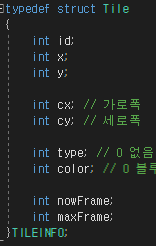 typedef struct Tile
{
int id;
int x;
int y;
int cx; // 가로폭
int cy; // 세로폭
int type; // 0 없음
int color; // 0 블루
int nowFrame;
int maxFrame;
}TILEINFO;